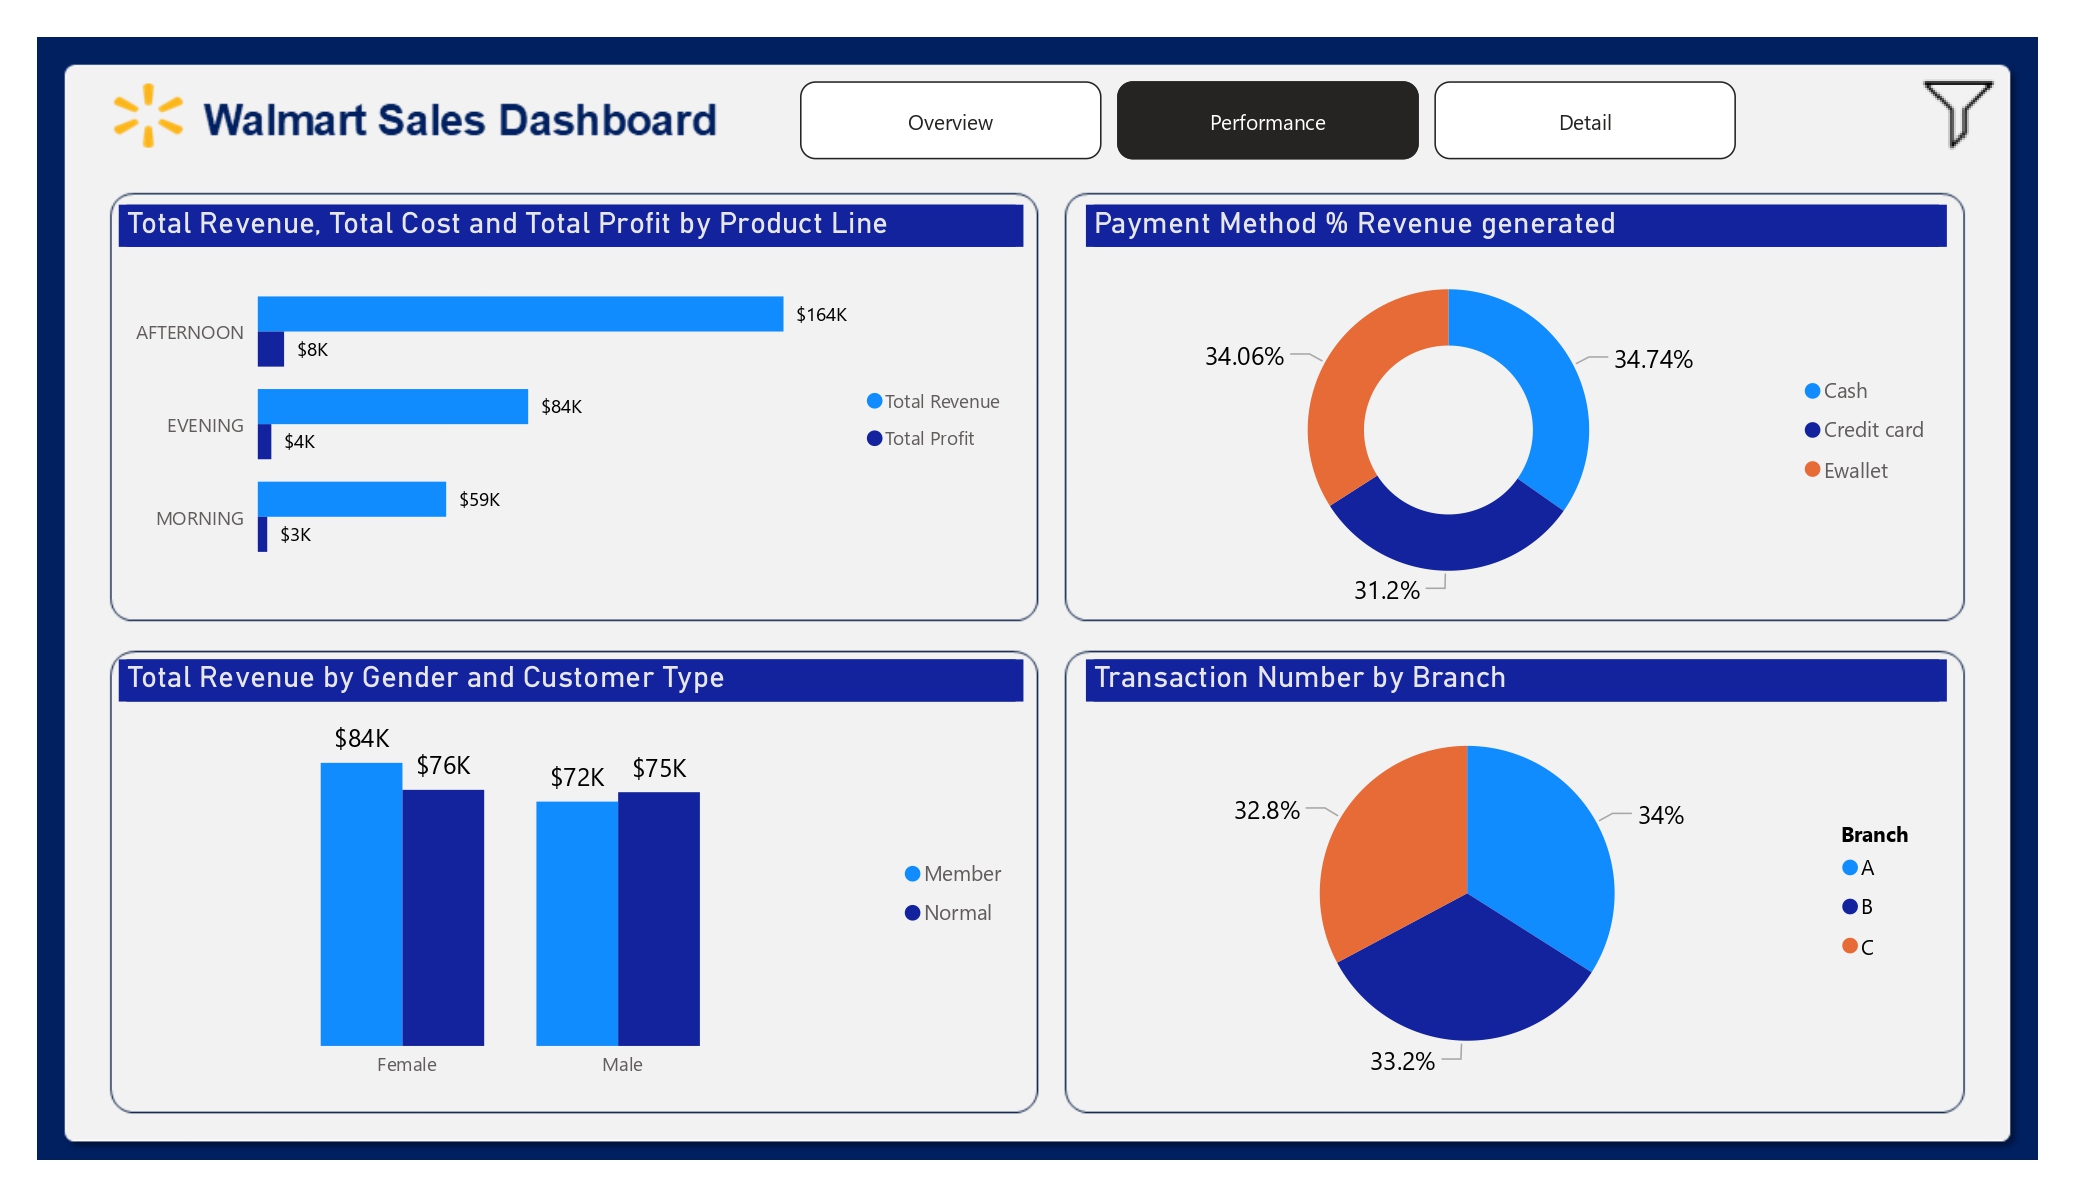 Walmart Sales Dashboard
Overview
Performance
Detail
Total Revenue, Total Cost and Total Profit by Product Line
AFTERNOON
$164K
$8K
EVENING
$84K
$4K
MORNING
$59K
$3K
Total Revenue
Total Profit
Payment Method % Revenue generated
34.06%
34.74%
31.2%
Cash
Credit card
Ewallet
Total Revenue by Gender and Customer Type
$84K
$76K
$72K
$75K
Female
Male
Member
Normal
Transaction Number by Branch
32.8%
34%
33.2%
Branch
A
B
C